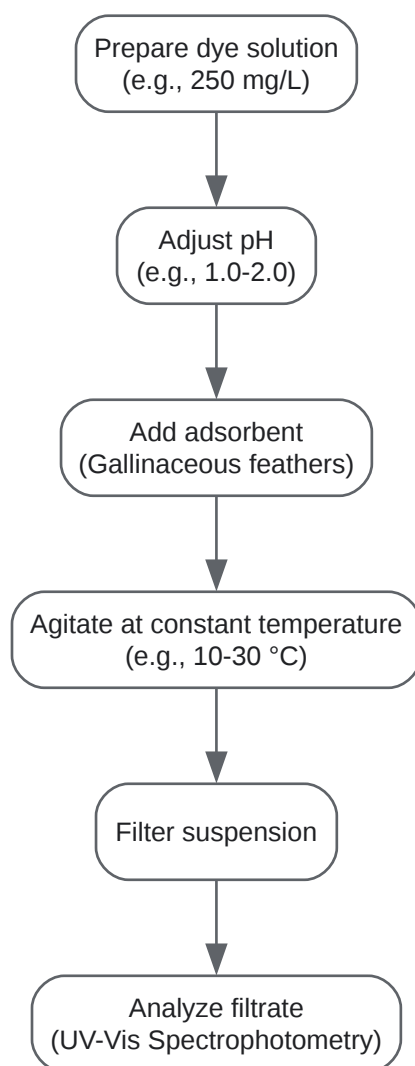 Prepare dye solution
(e.g., 250 mg/L)
Adjust pH
(e.g., 1.0-2.0)
Add adsorbent
(Gallinaceous feathers)
Agitate at constant temperature
(e.g., 10-30 °C)
Filter suspension
Analyze filtrate
(UV-Vis Spectrophotometry)